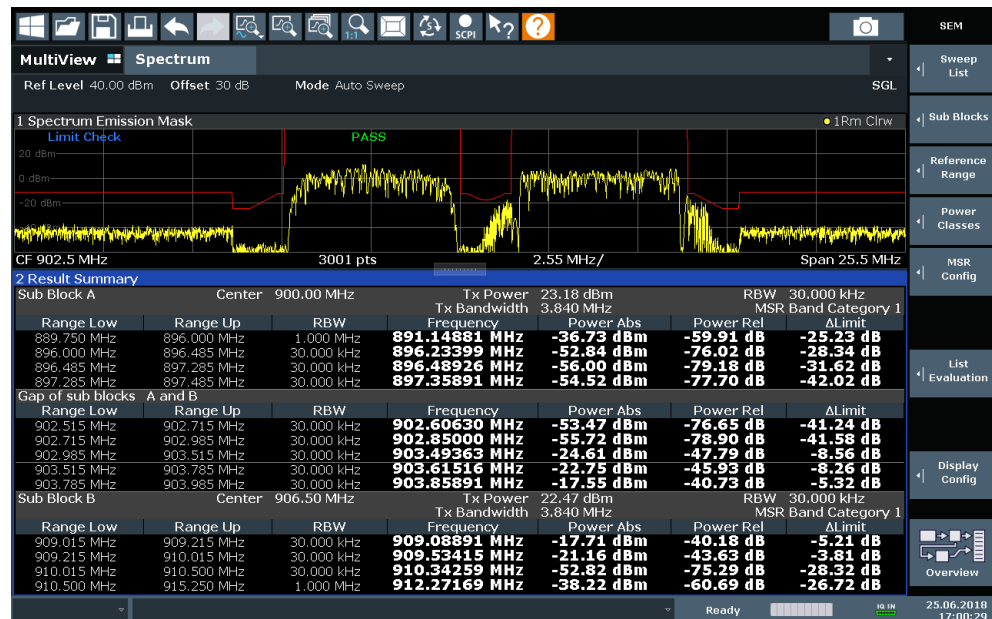 1:1
SCPI
?
?
SEM
MultiView Spectrum
Ref Level 40.00 dBm Offset 30 dB Mode Auto Sweep SGL
1 Spectrum Emission Mask 1Rm Clrw
Limit Check PASS
20 dBm
0 dBm
-20 dBm
CF 902.5 MHz 3001 pts 2.55 MHz/ Span 25.5 MHz
2 Result Summary
Sub Block A Center 900.00 MHz Tx Power 23.18 dBm RBW 30.000 kHz
Tx Bandwidth 3.840 MHz MSR Band Category 1
Range Low Range Up RBW Frequency Power Abs Power Rel ΔLimit
889.750 MHz 896.000 MHz 1.000 MHz 891.14881 MHz -36.73 dBm -59.91 dB -25.23 dB
896.000 MHz 896.485 MHz 30.000 kHz 896.23399 MHz -52.84 dBm -76.02 dB -28.34 dB
896.485 MHz 897.285 MHz 30.000 kHz 896.48926 MHz -56.00 dBm -79.18 dB -31.62 dB
897.285 MHz 897.485 MHz 30.000 kHz 897.35891 MHz -54.52 dBm -77.70 dB -42.02 dB
Gap of sub blocks A and B
Range Low Range Up RBW Frequency Power Abs Power Rel ΔLimit
902.515 MHz 902.715 MHz 30.000 kHz 902.60630 MHz -53.47 dBm -76.65 dB -41.24 dB
902.715 MHz 902.985 MHz 30.000 kHz 902.85000 MHz -55.72 dBm -78.90 dB -41.58 dB
902.985 MHz 903.515 MHz 30.000 kHz 903.49363 MHz -24.61 dBm -47.79 dB -8.56 dB
903.515 MHz 903.785 MHz 30.000 kHz 903.61516 MHz -22.75 dBm -45.93 dB -8.26 dB
903.785 MHz 903.985 MHz 30.000 kHz 903.85891 MHz -17.55 dBm -40.73 dB -5.32 dB
Sub Block B Center 906.50 MHz Tx Power 22.47 dBm RBW 30.000 kHz
Tx Bandwidth 3.840 MHz MSR Band Category 1
Range Low Range Up RBW Frequency Power Abs Power Rel ΔLimit
909.015 MHz 909.215 MHz 30.000 kHz 909.08891 MHz -17.71 dBm -40.18 dB -5.21 dB
909.215 MHz 910.015 MHz 30.000 kHz 909.53415 MHz -21.16 dBm -43.63 dB -3.81 dB
910.015 MHz 910.500 MHz 30.000 kHz 910.34259 MHz -52.82 dBm -75.29 dB -28.32 dB
910.500 MHz 915.250 MHz 1.000 MHz 912.27169 MHz -38.22 dBm -60.69 dB -26.72 dB
Sweep
List
Sub Blocks
Reference
Range
Power
Classes
MSR
Config
List
Evaluation
Display
Config
Overview
Ready
IQ IN
25.06.2018
17:00:29